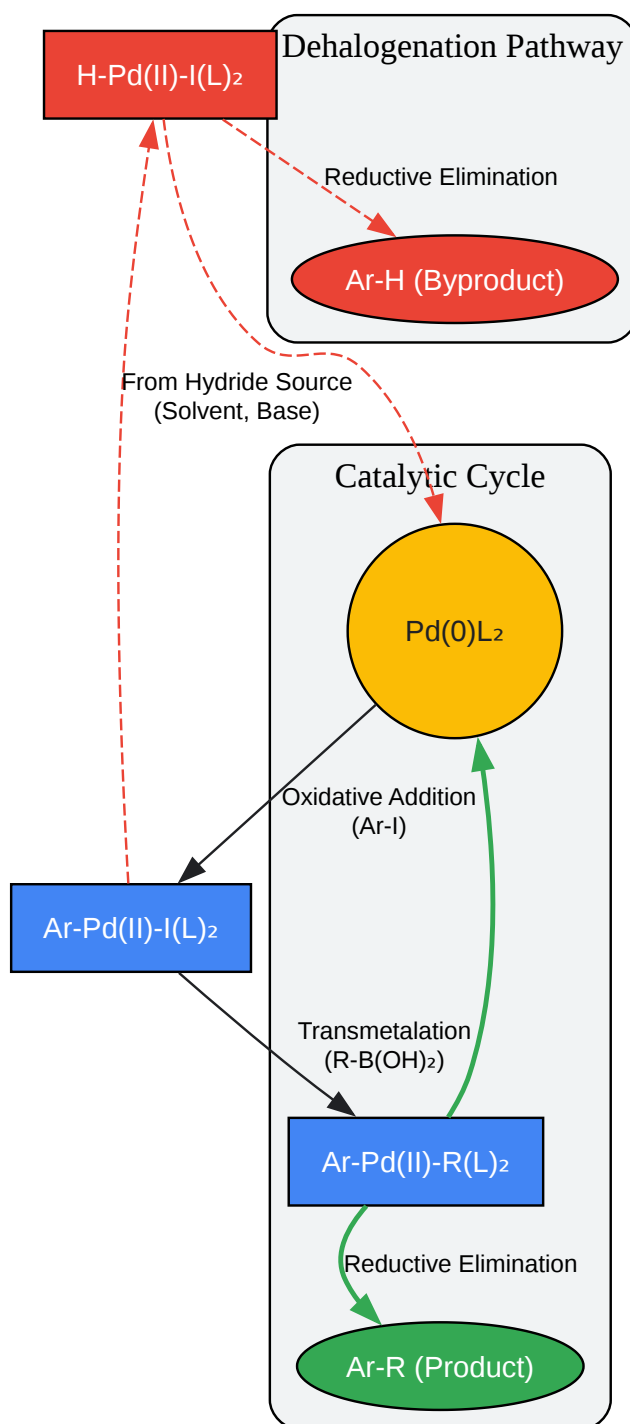 Dehalogenation Pathway
H-Pd(II)-I(L)₂
Reductive Elimination
Ar-H (Byproduct)
From Hydride Source
(Solvent, Base)
Catalytic Cycle
Pd(0)L₂
Oxidative Addition
(Ar-I)
Ar-Pd(II)-I(L)₂
Transmetalation
(R-B(OH)₂)
Ar-Pd(II)-R(L)₂
Reductive Elimination
Ar-R (Product)